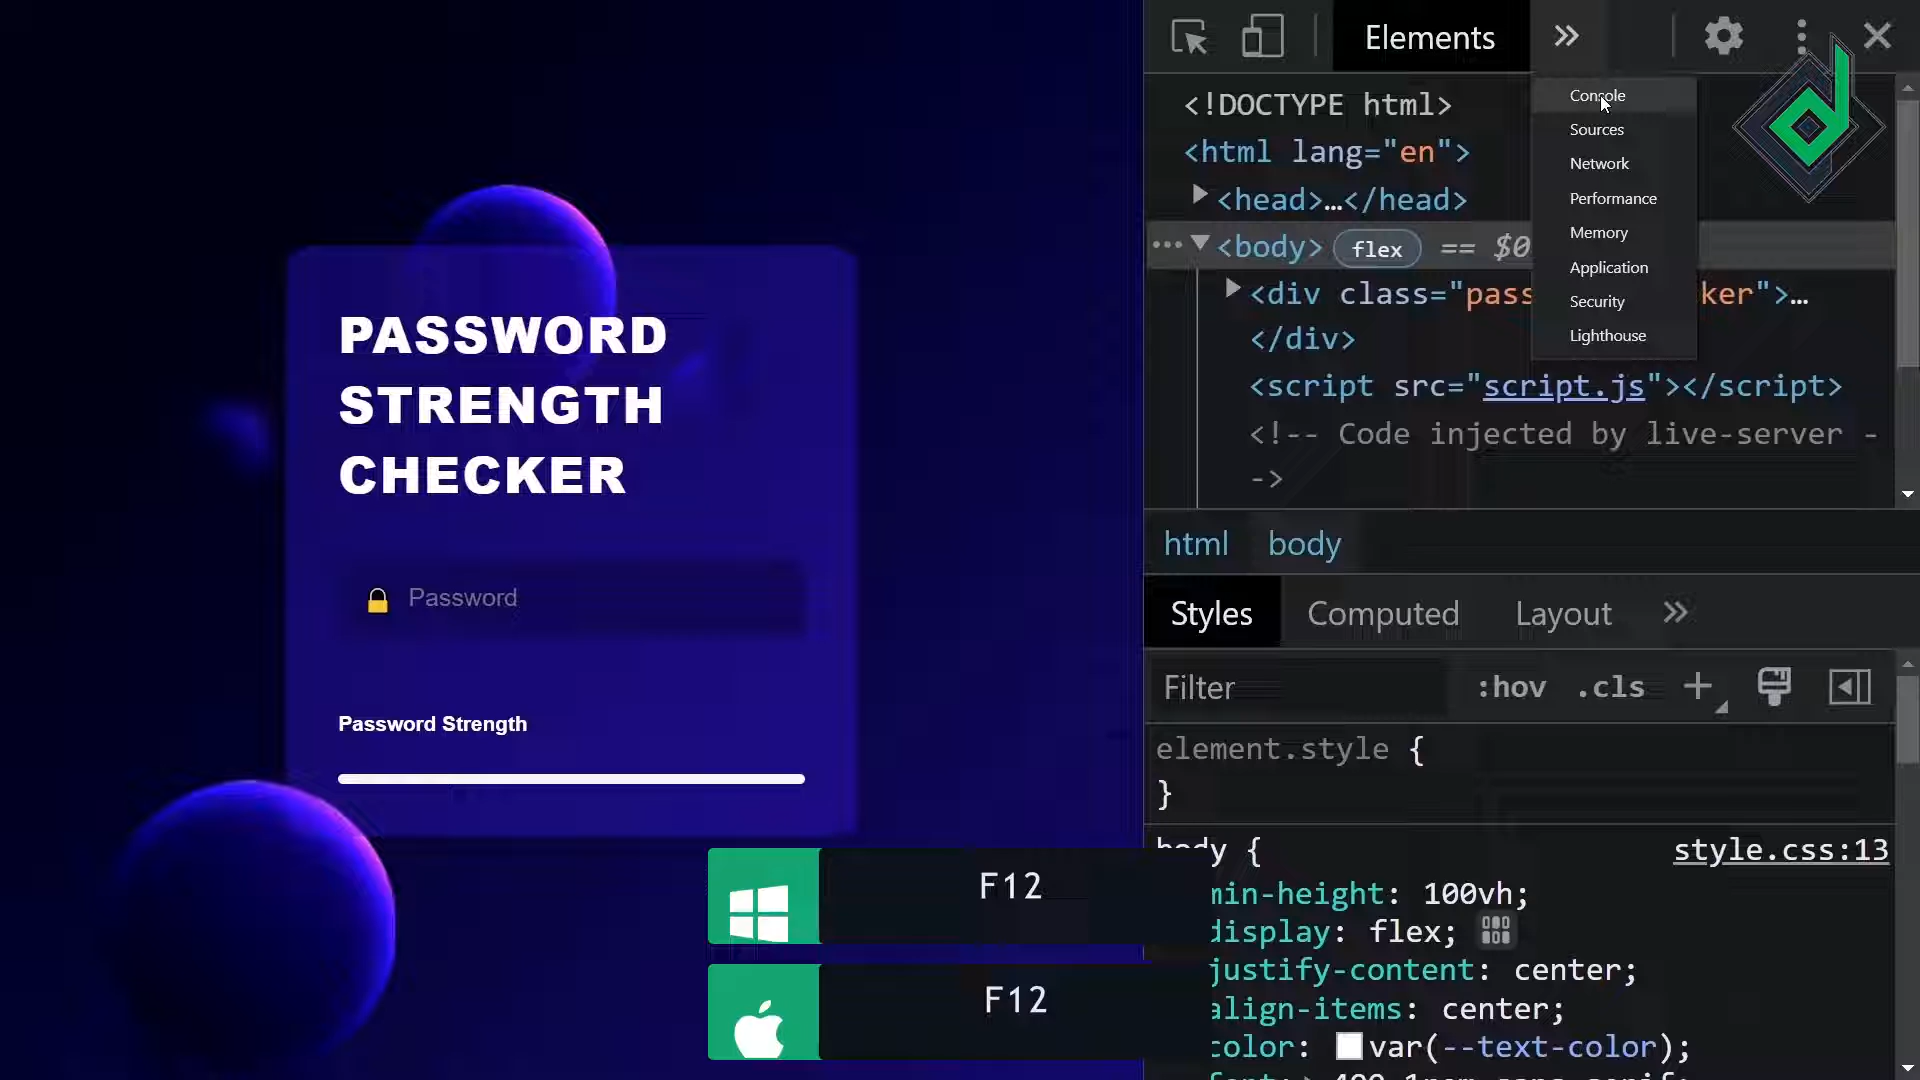 PASSWORD
STRENGTH
CHECKER
Password
Password Strength
F12
F12
Elements
Console
Sources
Network
Performance
Memory
Application
Security
Lighthouse
<!DOCTYPE html>
<html lang="en">
<head>…</head>
<body> flex == $0
<div class="pass ker">…
</div>
<script src="script.js"></script>
<!-- Code injected by live-server -
->
html body
Styles Computed Layout
Filter :hov .cls
element.style {
}
body { style.css:13
min-height: 100vh;
display: flex;
justify-content: center;
align-items: center;
color: var(--text-color);